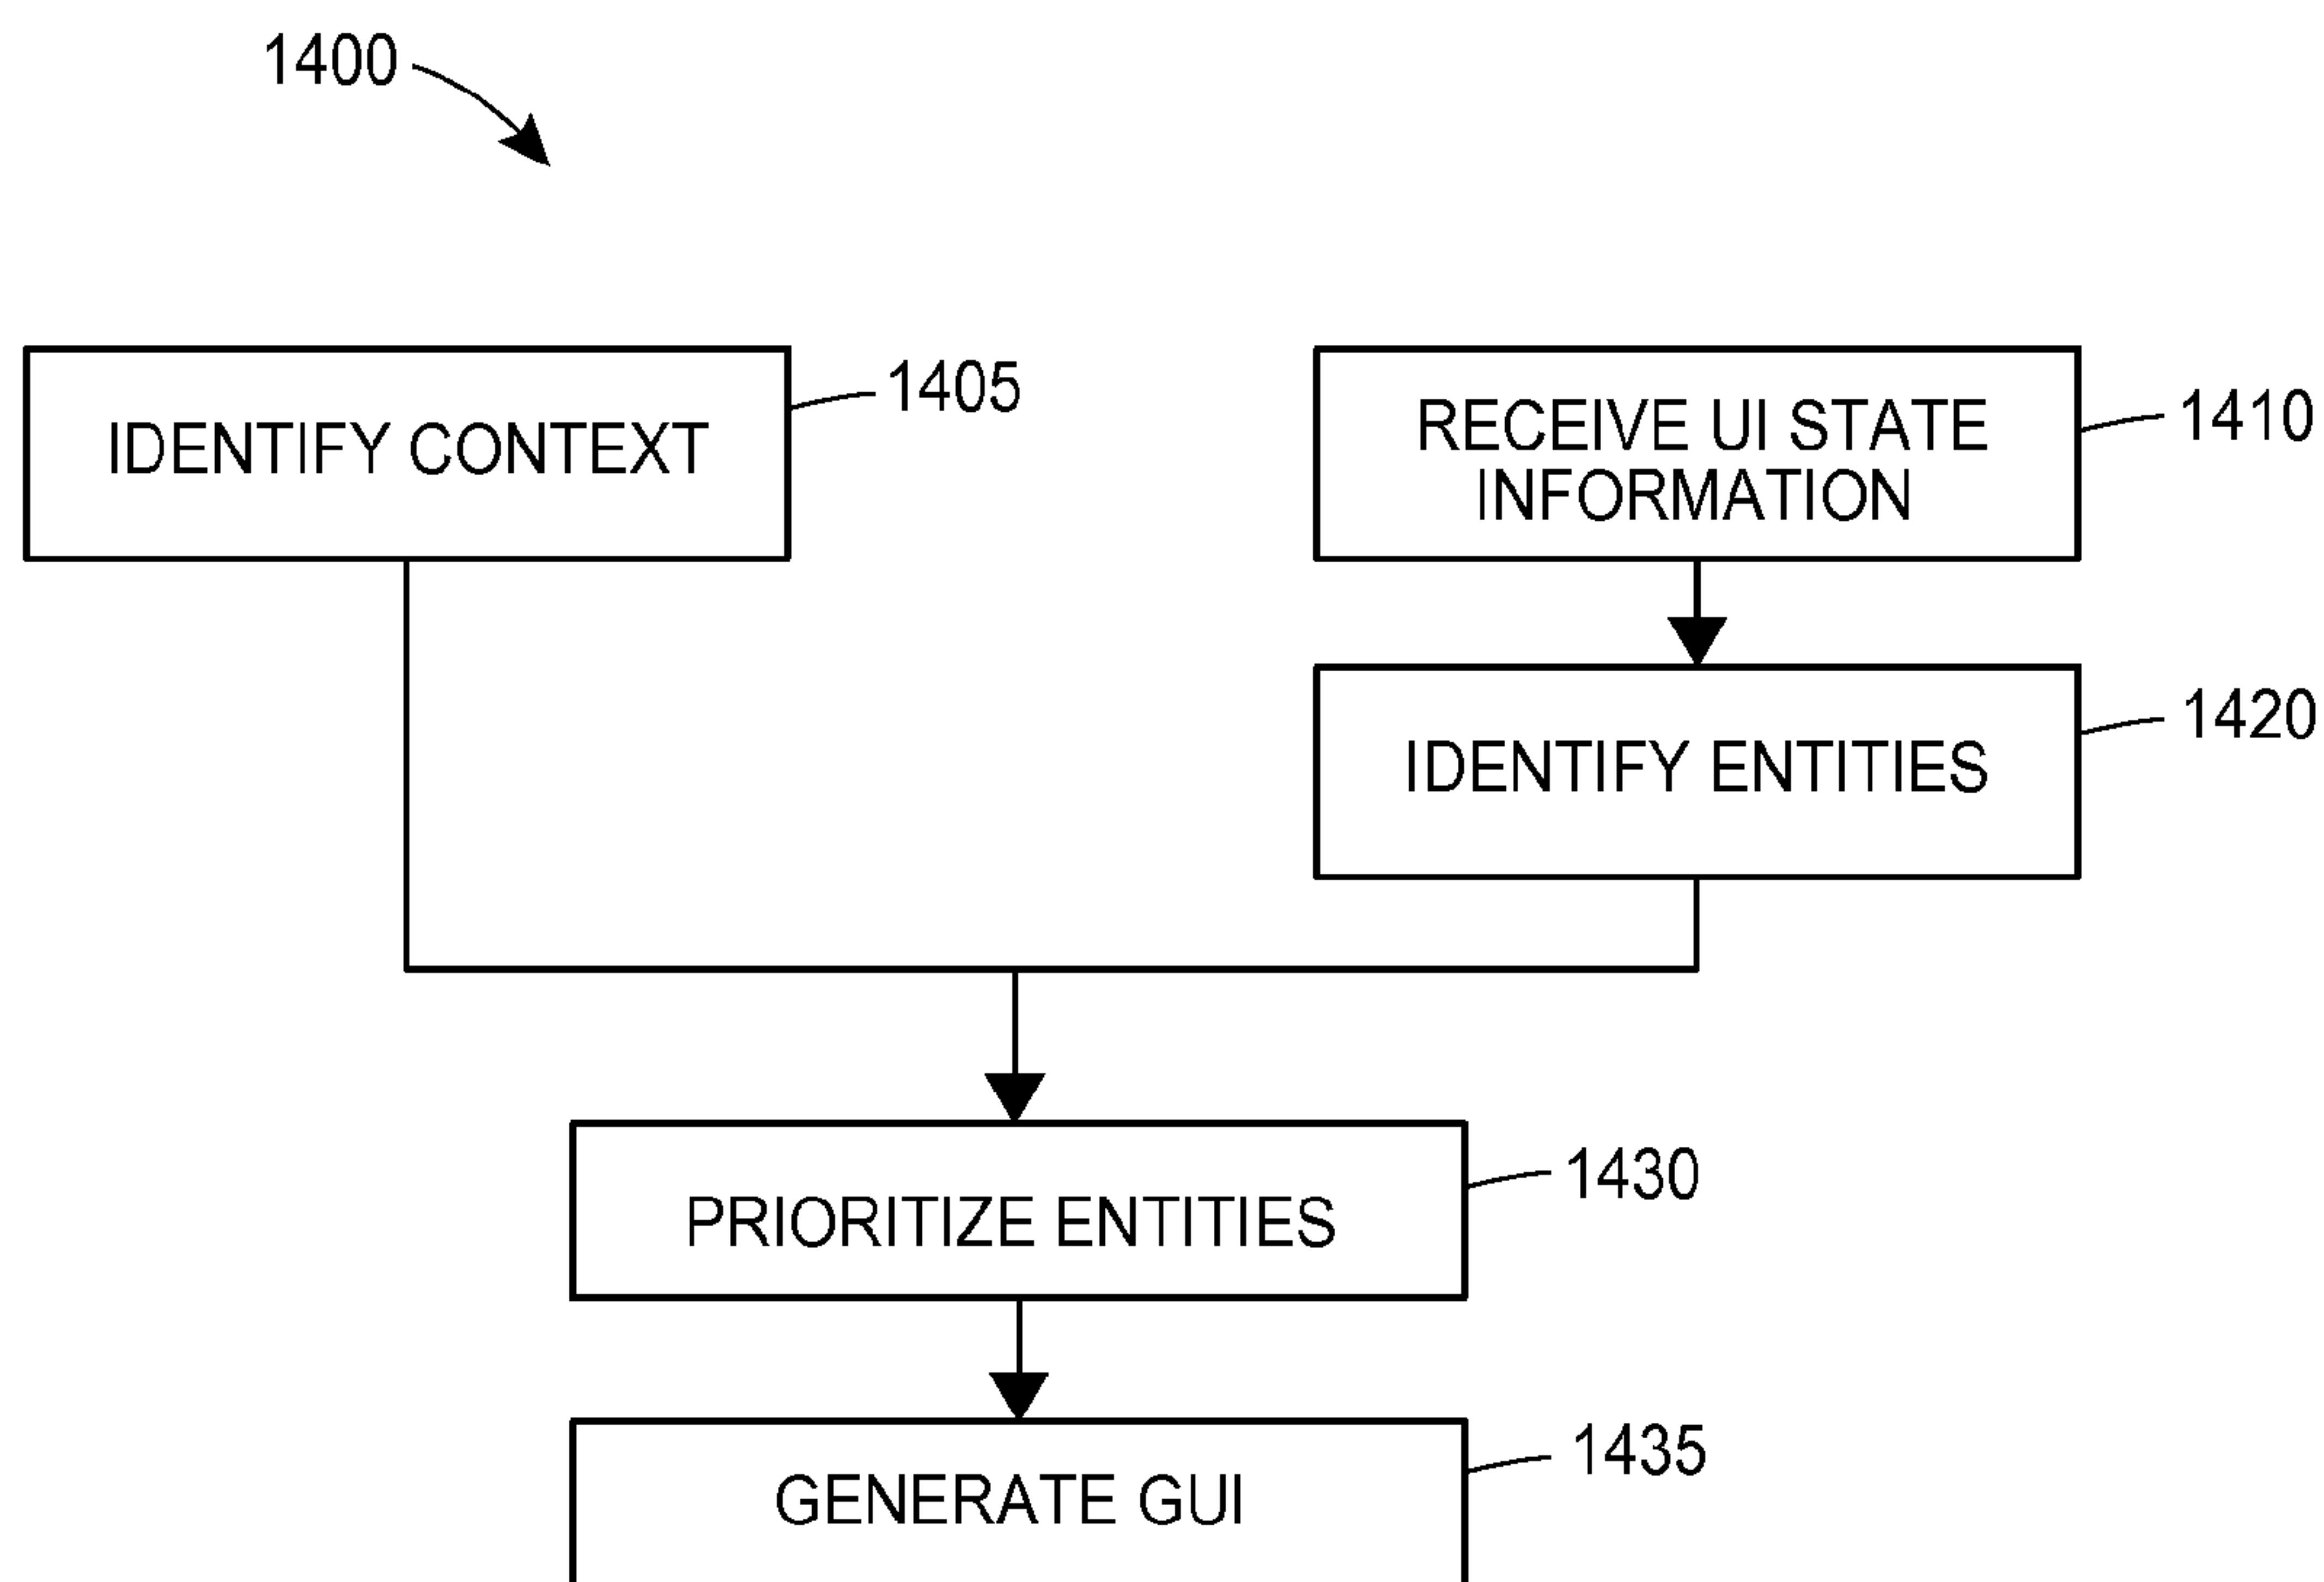 1400
IDENTIFY CONTEXT
1405
RECEIVE UI STATE
INFORMATION
1410
IDENTIFY ENTITIES
1420
PRIORITIZE ENTITIES
1430
GENERATE GUI
1435